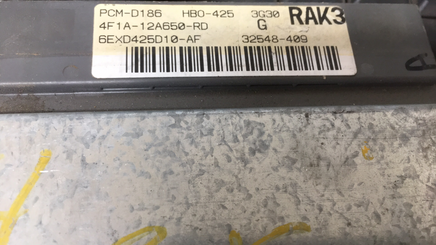 PCM-D186 HBO-425 3G30 RAK3
4F1A-12A650-RD G
6EXD425D10-AF 32548-409